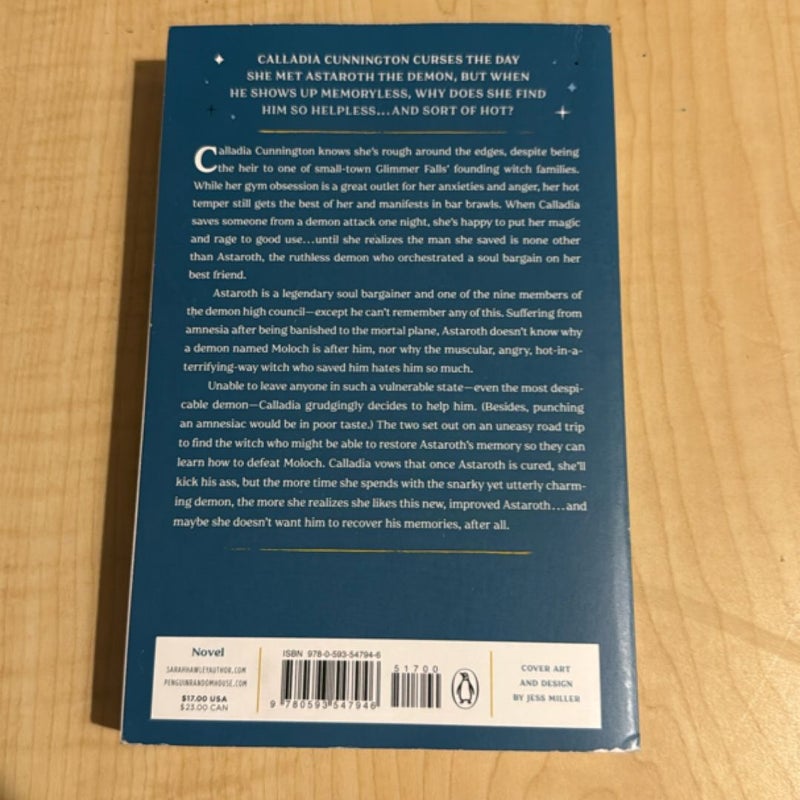 CALLADIA CUNNINGTON CURSES THE DAY
SHE MET ASTAROTH THE DEMON, BUT WHEN
HE SHOWS UP MEMORYLESS, WHY DOES SHE FIND
HIM SO HELPLESS...AND SORT OF HOT?
Calladia Cunnington knows she's rough around the edges, despite being
the heir to one of small-town Glimmer Falls' founding witch families.
While her gym obsession is a great outlet for her anxieties and anger, her hot
temper still gets the best of her and manifests in bar brawls. When Calladia
saves someone from a demon attack one night, she's happy to put her magic
and rage to good use...until she realizes the man she saved is none other
than Astaroth, the ruthless demon who orchestrated a soul bargain on her
best friend.
Astaroth is a legendary soul bargainer and one of the nine members of
the demon high council—except he can't remember any of this. Suffering from
amnesia after being banished to the mortal plane, Astaroth doesn't know why
a demon named Moloch is after him, nor why the muscular, angry, hot-in-a-
terrifying-way witch who saved him hates him so much.
Unable to leave anyone in such a vulnerable state—even the most despi-
cable demon—Calladia grudgingly decides to help him. (Besides, punching
an amnesiac would be in poor taste.) The two set out on an uneasy road trip
to find the witch who might be able to restore Astaroth's memory so they can
learn how to defeat Moloch. Calladia vows that once Astaroth is cured, she'll
kick his ass, but the more time she spends with the snarky yet utterly charm-
ing demon, the more she realizes she likes this new, improved Astaroth...and
maybe she doesn't want him to recover his memories, after all.
Novel
SARAHHAWLEYAUTHOR.COM
PENGUINRANDOMHOUSE.COM
$17.00 USA
$23.00 CAN
ISBN 978-0-593-54794-6
51700
9 780593 547946
COVER ART
AND DESIGN
BY JESS MILLER